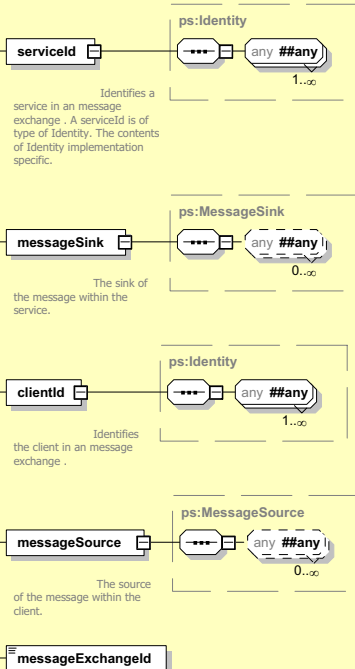 ps:Identity
serviceId
any ##any
1..∞
Identifies a
service in an message
exchange . A serviceId is of
type of Identity. The contents
of Identity implementation
specific.
ps:MessageSink
messageSink
any ##any
0..∞
The sink of
the message within the
service.
ps:Identity
clientId
any ##any
1..∞
Identifies
the client in an message
exchange .
ps:MessageSource
messageSource
any ##any
0..∞
The source
of the message within the
client.
messageExchangeId